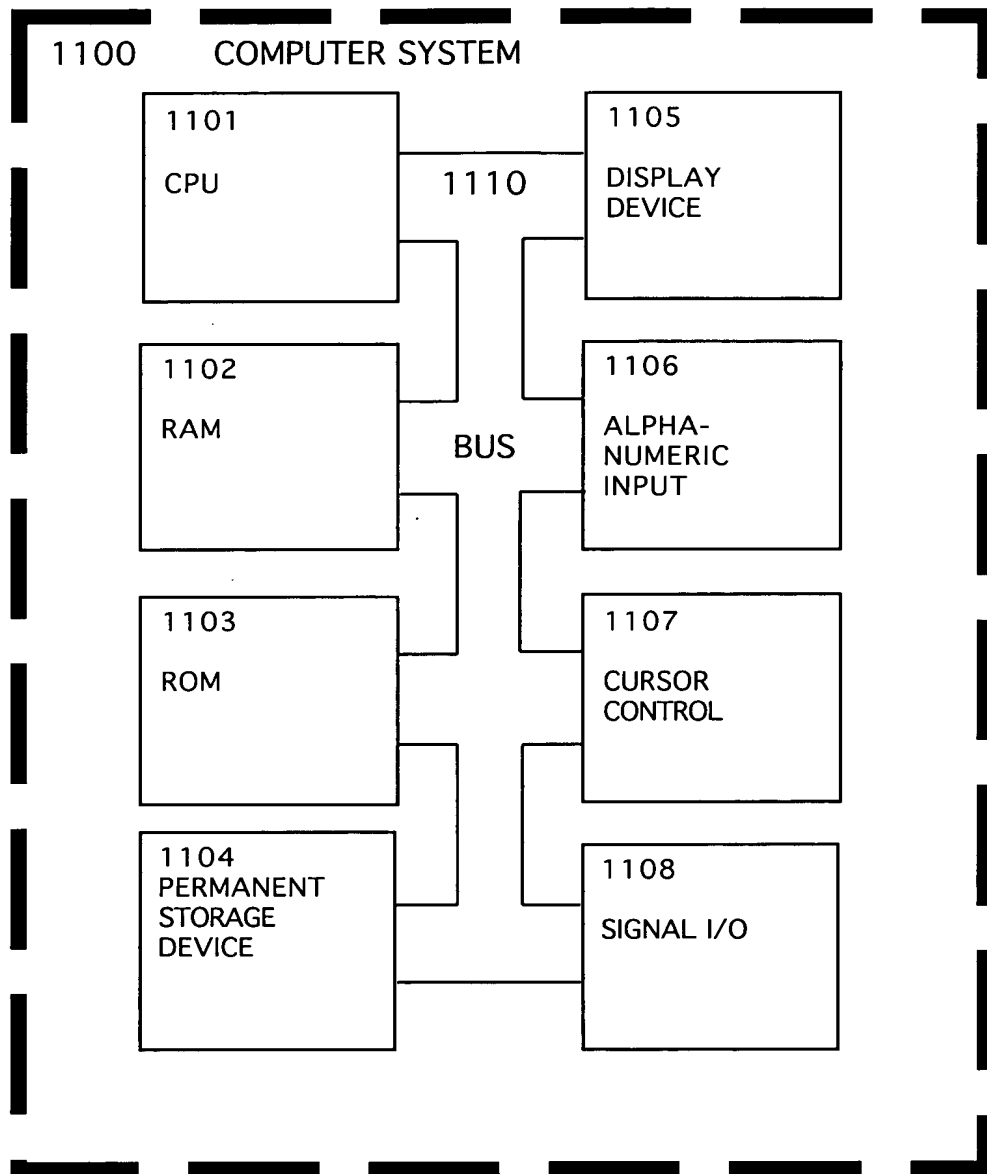 1100 COMPUTER SYSTEM
1101
CPU
1110
1105
DISPLAY
DEVICE
1102
RAM
BUS
1106
ALPHA-
NUMERIC
INPUT
1103
ROM
1107
CURSOR
CONTROL
1104
PERMANENT
STORAGE
DEVICE
1108
SIGNAL I/O